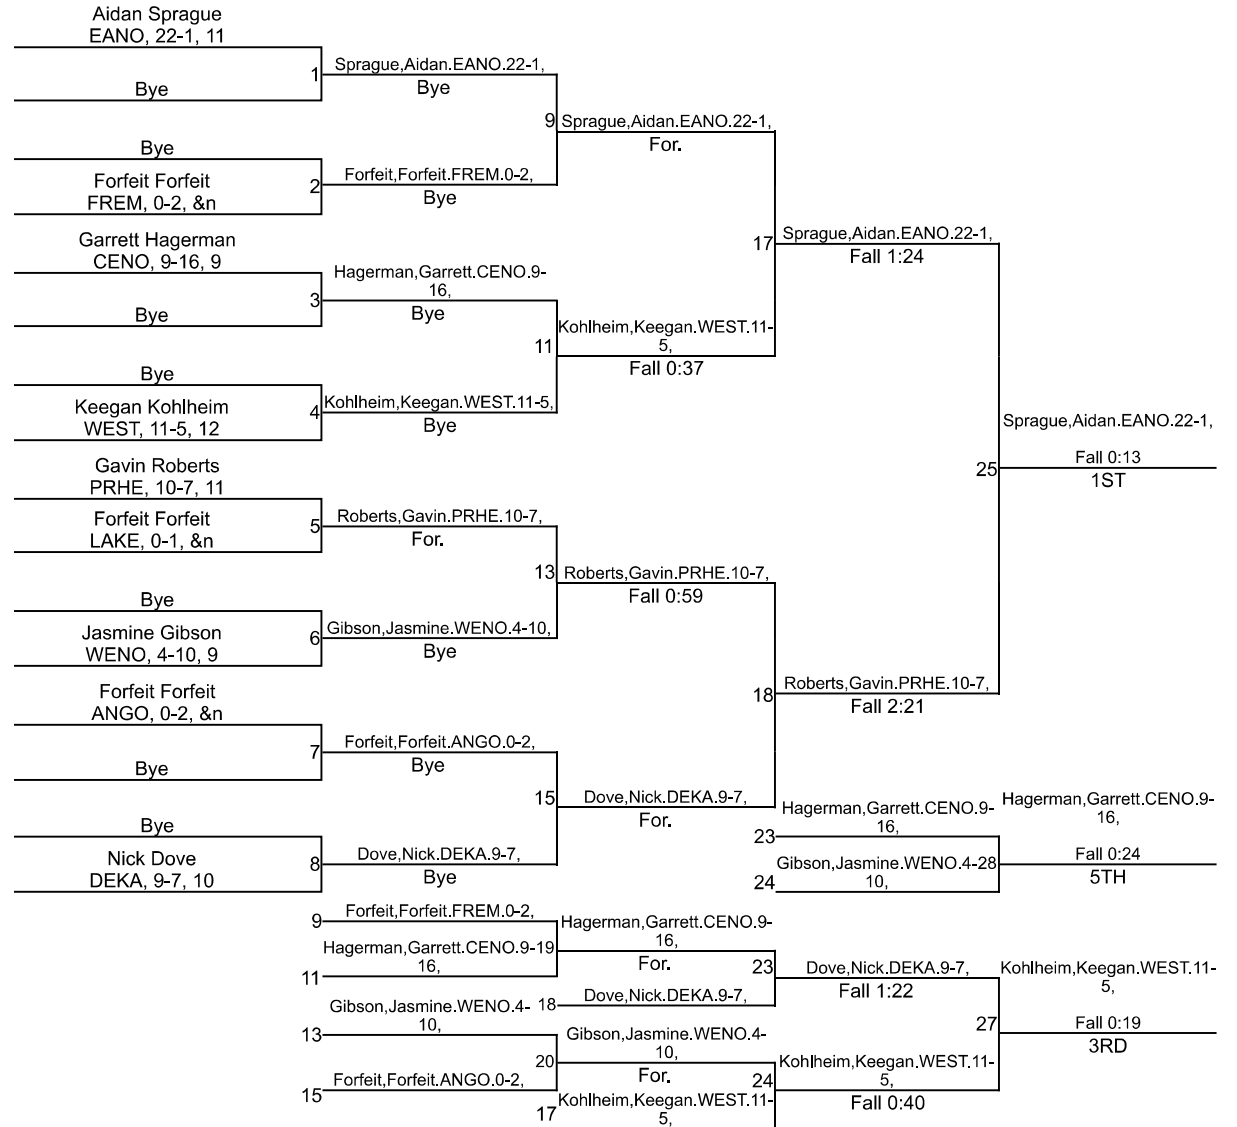 Aidan Sprague
EANO, 22-1, 11
1
Sprague,Aidan.EANO.22-1,
Bye
Bye
9
Sprague,Aidan.EANO.22-1,
For.
Bye
Forfeit Forfeit
FREM, 0-2, &n
2
Forfeit,Forfeit.FREM.0-2,
Bye
17
Sprague,Aidan.EANO.22-1,
Fall 1:24
Garrett Hagerman
CENO, 9-16, 9
3
Hagerman,Garrett.CENO.9-
16,
Bye
Bye
11
Kohlheim,Keegan.WEST.11-
5,
Fall 0:37
Bye
Keegan Kohlheim
WEST, 11-5, 12
4
Kohlheim,Keegan.WEST.11-5,
Bye
25
Sprague,Aidan.EANO.22-1,
Fall 0:13
1ST
Gavin Roberts
PRHE, 10-7, 11
Forfeit Forfeit
LAKE, 0-1, &n
5
Roberts,Gavin.PRHE.10-7,
For.
13
Roberts,Gavin.PRHE.10-7,
Fall 0:59
Bye
Jasmine Gibson
WENO, 4-10, 9
6
Gibson,Jasmine.WENO.4-10,
Bye
18
Roberts,Gavin.PRHE.10-7,
Fall 2:21
Forfeit Forfeit
ANGO, 0-2, &n
7
Forfeit,Forfeit.ANGO.0-2,
Bye
Bye
15
Dove,Nick.DEKA.9-7,
For.
Bye
Nick Dove
DEKA, 9-7, 10
8
Dove,Nick.DEKA.9-7,
Bye
23
Hagerman,Garrett.CENO.9-
16,
24
Gibson,Jasmine.WENO.4-28
10,
Hagerman,Garrett.CENO.9-
16,
Fall 0:24
5TH
9
Forfeit,Forfeit.FREM.0-2,
11
Hagerman,Garrett.CENO.9-19
16,
Hagerman,Garrett.CENO.9-
16,
For.
18
Dove,Nick.DEKA.9-7,
23
Dove,Nick.DEKA.9-7,
Fall 1:22
13
Gibson,Jasmine.WENO.4-
10,
15
Forfeit,Forfeit.ANGO.0-2,
20
Gibson,Jasmine.WENO.4-
10,
For.
17
Kohlheim,Keegan.WEST.11-
5,
24
Kohlheim,Keegan.WEST.11-
5,
Fall 0:40
27
Kohlheim,Keegan.WEST.11-
5,
Fall 0:19
3RD